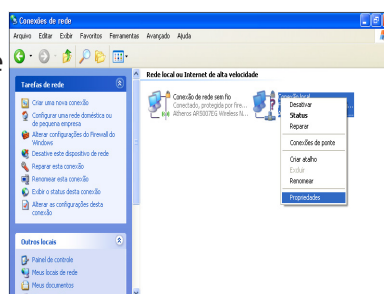 e
Conexões de rede
Arquivo Editar Exibir Favoritos Ferramentas Avançado Ajuda
Tarefas de rede
Criar uma nova conexão
Configurar uma rede doméstica ou de pequena empresa
Alterar configurações do Firewall do Windows
Desative este dispositivo de rede
Reparar esta conexão
Renomear esta conexão
Exibir o status desta conexão
Alterar as configurações desta conexão
Outros locais
Painel de controle
Meus locais de rede
Meus documentos
Rede local ou Internet de alta velocidade
Conexão de rede sem fio
Conectado, protegida por fire...
Atheros AR5007EG Wireless N...
Conexão local
Desativar
Status
Reparar
Conexões de ponte
Criar atalho
Excluir
Renomear
Propriedades